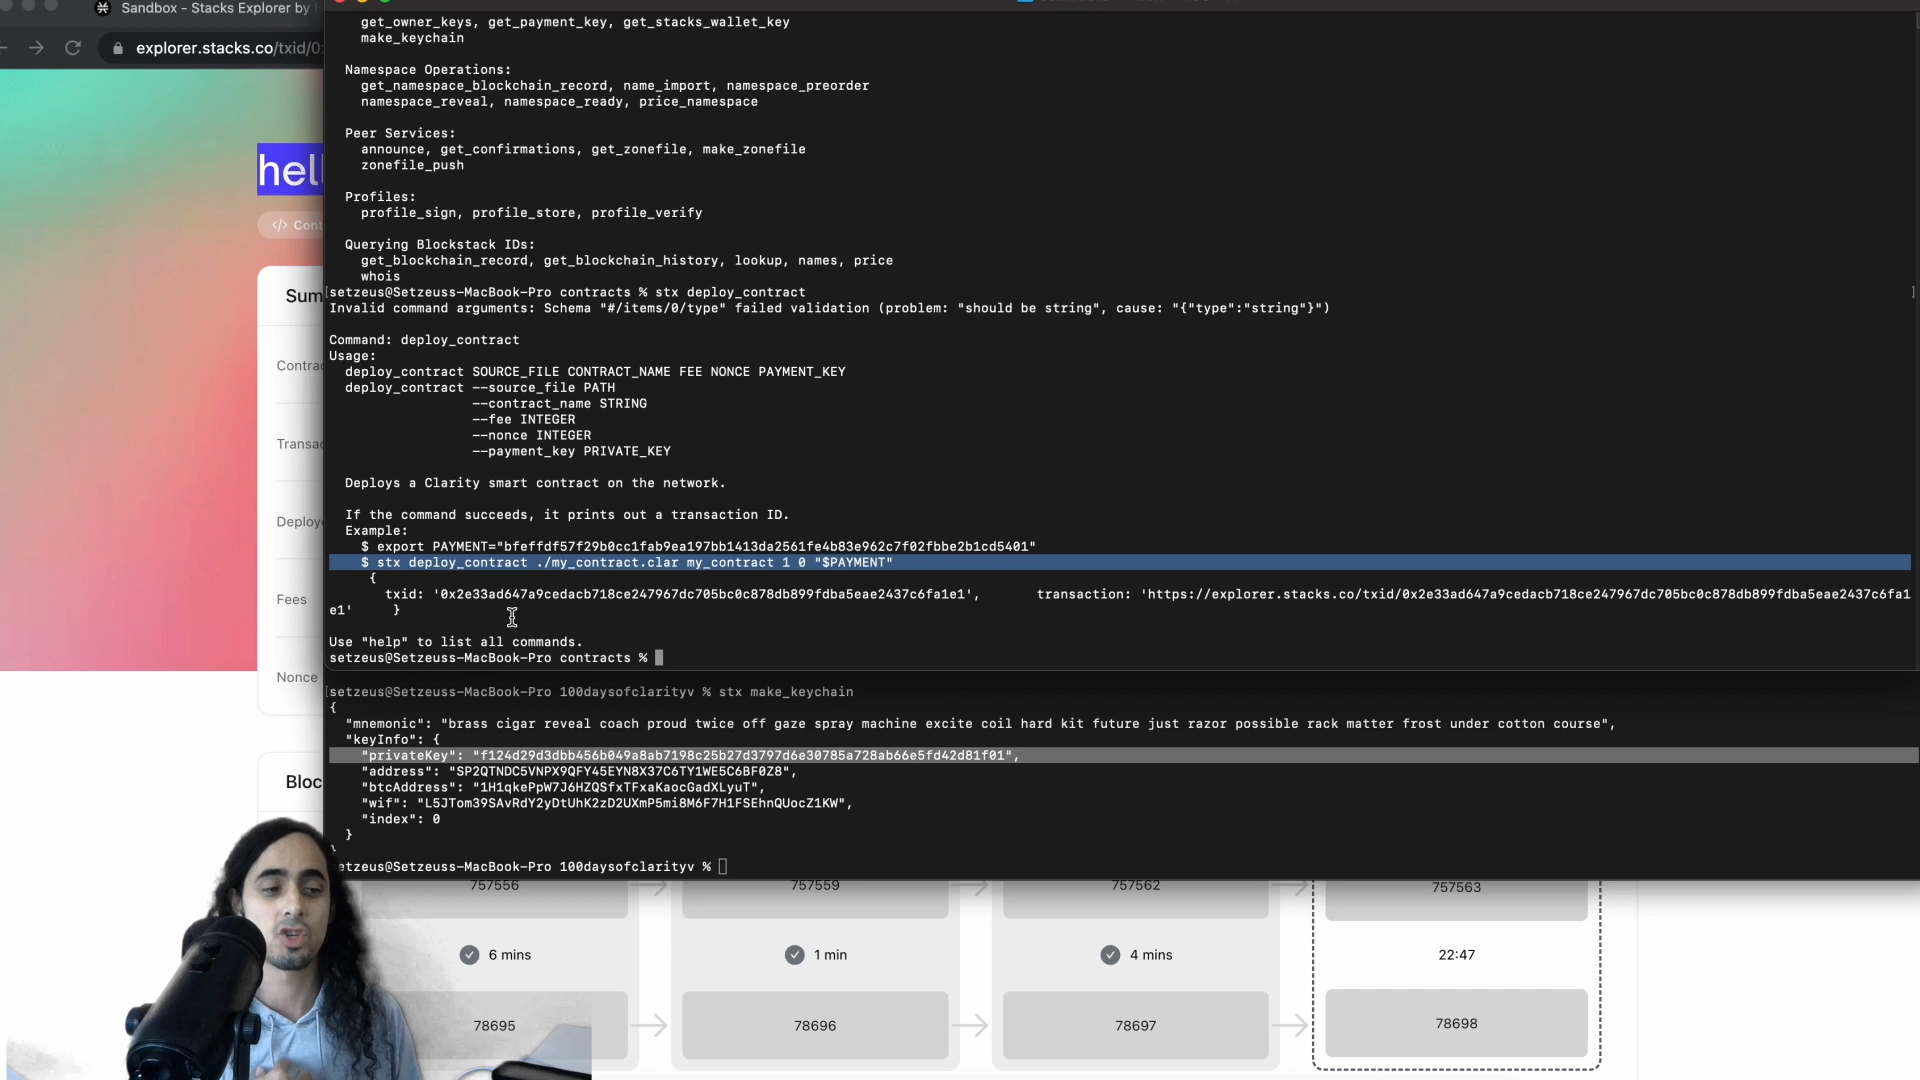 Sandbox - Stacks Explorer by H
explorer.stacks.co/txid/0:
hell
</> Cont
Sum
Contrac
Transac
Deploye
Fees
Nonce
Bloc
get_owner_keys, get_payment_key, get_stacks_wallet_key
make_keychain
Namespace Operations:
get_namespace_blockchain_record, name_import, namespace_preorder
namespace_reveal, namespace_ready, price_namespace
Peer Services:
announce, get_confirmations, get_zonefile, make_zonefile
zonefile_push
Profiles:
profile_sign, profile_store, profile_verify
Querying Blockstack IDs:
get_blockchain_record, get_blockchain_history, lookup, names, price
whois
[setzeus@Setzeuss-MacBook-Pro contracts % stx deploy_contract ]
Invalid command arguments: Schema "#/items/0/type" failed validation (problem: "should be string", cause: "{"type":"string"}")
Command: deploy_contract
Usage:
deploy_contract SOURCE_FILE CONTRACT_NAME FEE NONCE PAYMENT_KEY
deploy_contract --source_file PATH
--contract_name STRING
--fee INTEGER
--nonce INTEGER
--payment_key PRIVATE_KEY
Deploys a Clarity smart contract on the network.
If the command succeeds, it prints out a transaction ID.
Example:
$ export PAYMENT="bfeffdf57f29b0cc1fab9ea197bb1413da2561fe4b83e962c7f02fbbe2b1cd5401"
$ stx deploy_contract ./my_contract.clar my_contract 1 0 "$PAYMENT"
{
txid: '0x2e33ad647a9cedacb718ce247967dc705bc0c878db899fdba5eae2437c6fa1e1', transaction: 'https://explorer.stacks.co/txid/0x2e33ad647a9cedacb718ce247967dc705bc0c878db899fdba5eae2437c6fa1
e1' }
Use "help" to list all commands.
setzeus@Setzeuss-MacBook-Pro contracts %
[setzeus@Setzeuss-MacBook-Pro 100daysofclarityv % stx make_keychain
{
"mnemonic": "brass cigar reveal coach proud twice off gaze spray machine excite coil hard kit future just razor possible rack matter frost under cotton course",
"keyInfo": {
"privateKey": "f124d29d3dbb456b049a8ab7198c25b27d3797d6e30785a728ab66e5fd42d81f01",
"address": "SP2QTNDC5VNPX9QFY45EYN8X37C6TY1WE5C6BF0Z8",
"btcAddress": "1H1qkePpW7J6HZQSfxTFxaKaocGadXLyuT",
"wif": "L5JTom39SAvRdY2yDtUhK2zD2UXmP5mi8M6F7H1FSEhnQUocZ1KW",
"index": 0
}
}
etzeus@Setzeuss-MacBook-Pro 100daysofclarityv %
757556 757559 757562 757563
6 mins 1 min 4 mins 22:47
78695 78696 78697 78698